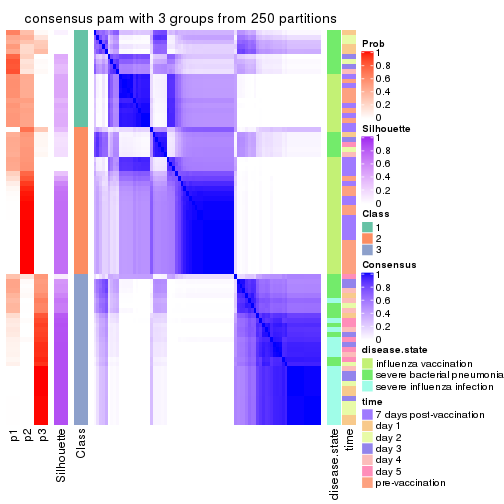 consensus pam with 3 groups from 250 partitions
Prob
1
0.8
0.6
0.4
0.2
0
Silhouette
1
0.8
0.6
0.4
0.2
0
Class
1
2
3
Consensus
1
0.8
0.6
0.4
0.2
0
disease.state
influenza vaccination
severe bacterial pneumonia
severe influenza infection
time
7 days post-vaccination
day 1
day 2
day 3
day 4
day 5
pre-vaccination
p1
p2
p3
Silhouette
Class
disease.state
time